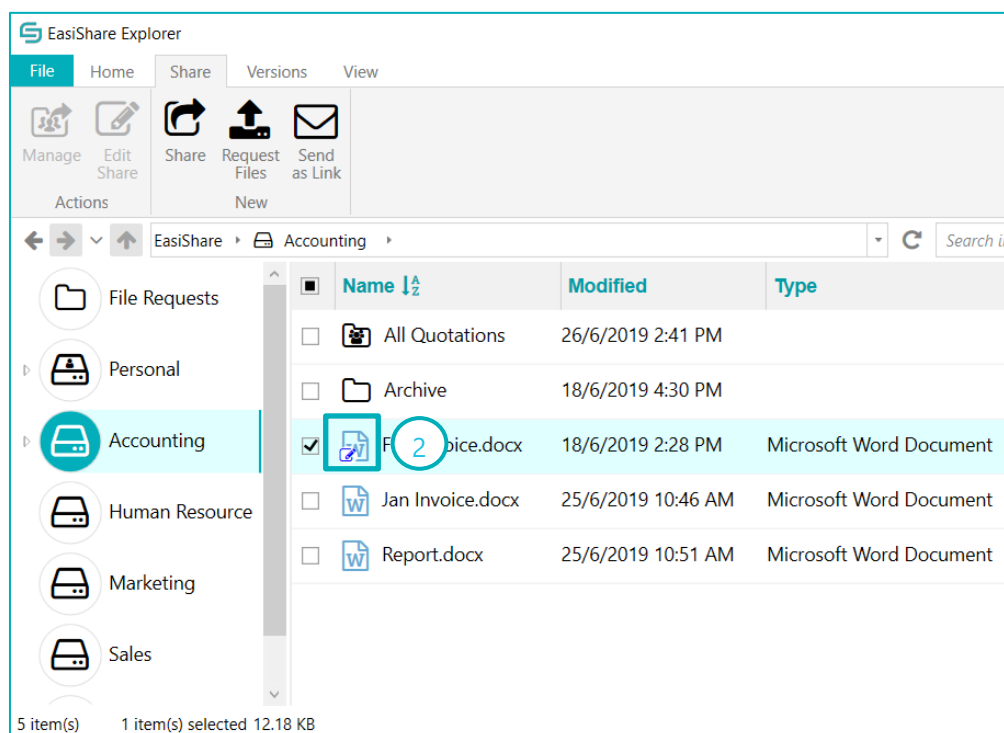 EasiShare Explorer
File Home Share Versions View
Manage Edit Share Share Request Files Send as Link
Actions New
EasiShare Accounting Search
File Requests
Personal
Accounting
Human Resource
Marketing
Sales
Name Modified Type
All Quotations 26/6/2019 2:41 PM
Archive 18/6/2019 4:30 PM
2 oice.docx 18/6/2019 2:28 PM Microsoft Word Document
Jan Invoice.docx 25/6/2019 10:46 AM Microsoft Word Document
Report.docx 25/6/2019 10:51 AM Microsoft Word Document
5 item(s) 1 item(s) selected 12.18 KB